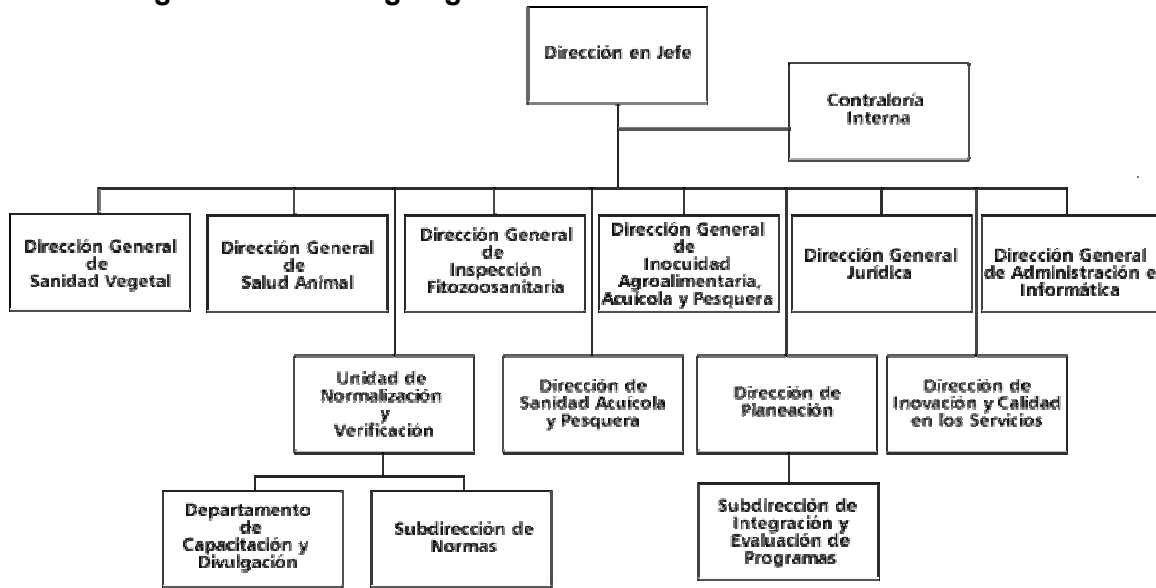 Dirección en Jefe
Contraloría
Interna
Dirección General
de
Sanidad Vegetal
Dirección General
de
Salud Animal
Dirección General
de
Inspección
Fitozoosanitaria
Dirección General
de
Inocuidad
Agroalimentaria,
Acuícola y Pesquera
Dirección General
Jurídica
Dirección General
de Administración e
Informática
Unidad de
Normalización
y
Verificación
Dirección de
Sanidad Acuícola
y Pesquera
Dirección de
Planeación
Dirección de
Inovación y Calidad
en los Servicios
Departamento
de
Capacitación y
Divulgación
Subdirección de
Normas
Subdirección de
Integración y
Evaluación de
Programas